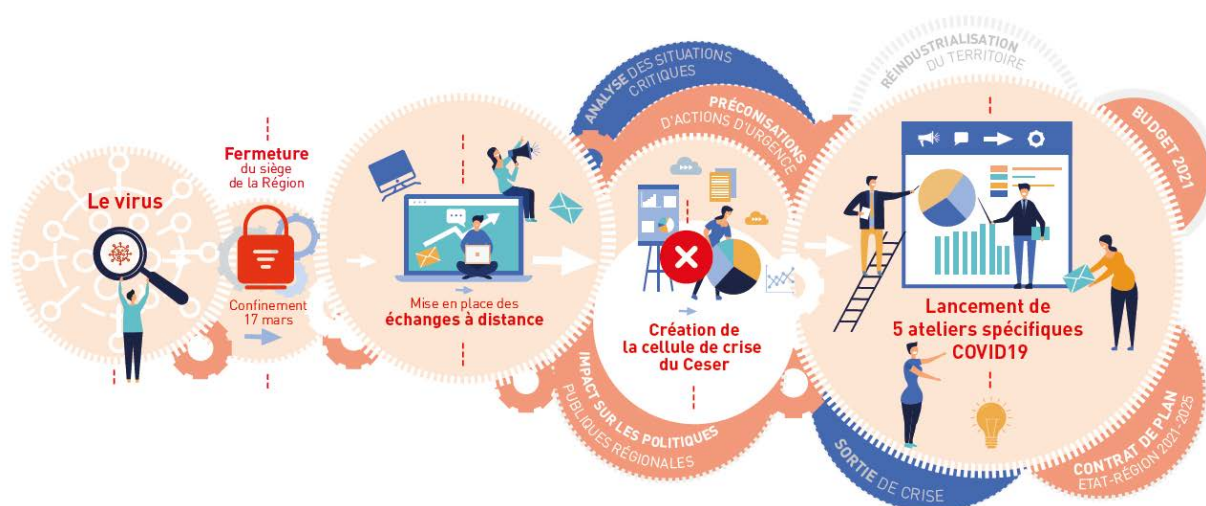 Le virus
Fermeture
du siège
de la Région
Confinement
17 mars
Mise en place des
échanges à distance
ANALYSE DES SITUATIONS
CRITIQUES
PRÉCONISATIONS
D'ACTIONS D'URGENCE
Création de
la cellule de crise
du Ceser
IMPACT SUR LES POLITIQUES
PUBLIQUES RÉGIONALES
RÉINDUSTRIALISATION
DU TERRITOIRE
BUDGET 2021
Lancement de
5 ateliers spécifiques
COVID19
SORTIE DE CRISE
CONTRAT DE PLAN
ETAT-RÉGION 2021-2025